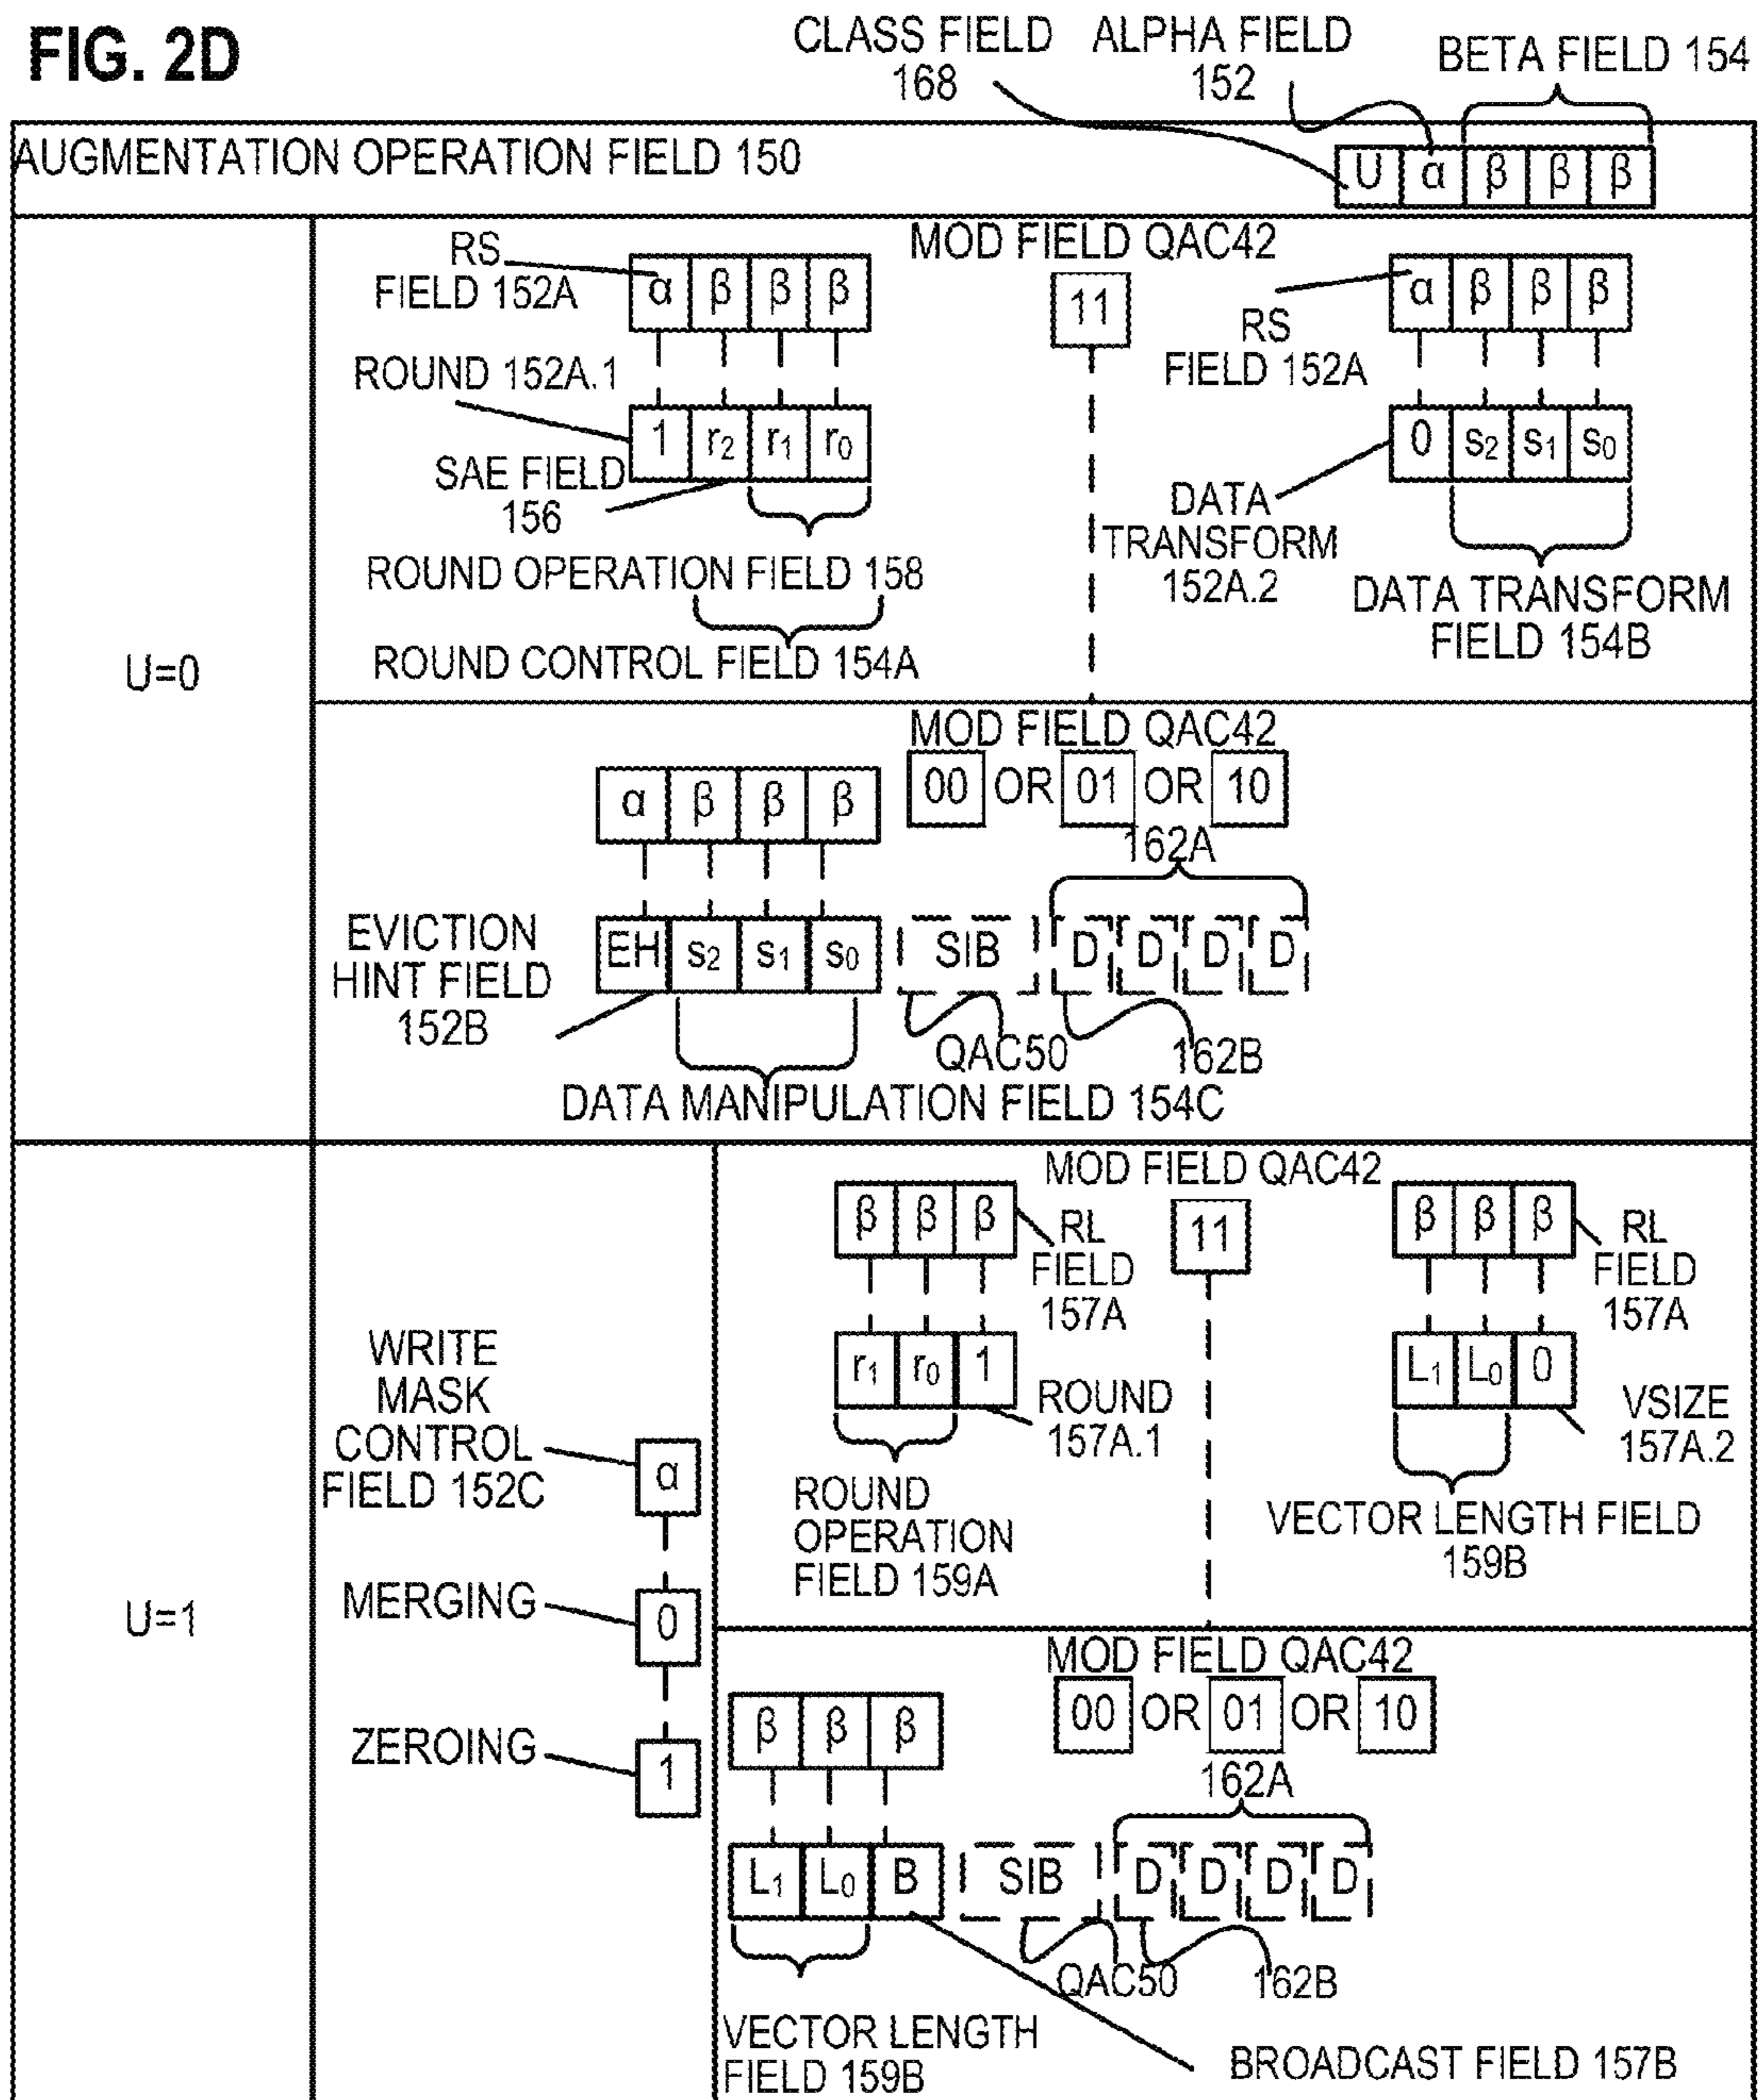 FIG. 2D
CLASS FIELD
168
ALPHA FIELD
152
BETA FIELD 154
AUGMENTATION OPERATION FIELD 150
U α β β β
U=0
MOD FIELD QAC42
11
RS
FIELD 152A
α β β β
ROUND 152A.1
1 r₂ r₁ r₀
SAE FIELD
156
ROUND OPERATION FIELD 158
ROUND CONTROL FIELD 154A
α β β β
RS
FIELD 152A
0 S₂ S₁ S₀
DATA
TRANSFORM
152A.2
DATA TRANSFORM
FIELD 154B
MOD FIELD QAC42
00 OR 01 OR 10
α β β β
162A
EVICTION
HINT FIELD
152B
EH S₂ S₁ S₀ SIB D D D D
QAC50
162B
DATA MANIPULATION FIELD 154C
U=1
WRITE
MASK
CONTROL
FIELD 152C
α
MERGING
0
ZEROING
1
MOD FIELD QAC42
11
β β β
RL
FIELD
157A
r₁ r₀ 1
ROUND
157A.1
ROUND
OPERATION
FIELD 159A
β β β
RL
FIELD
157A
L₁ L₀ 0
VSIZE
157A.2
VECTOR LENGTH FIELD
159B
MOD FIELD QAC42
00 OR 01 OR 10
β β β
162A
L₁ L₀ B SIB D D D D
QAC50
162B
VECTOR LENGTH
FIELD 159B
BROADCAST FIELD 157B